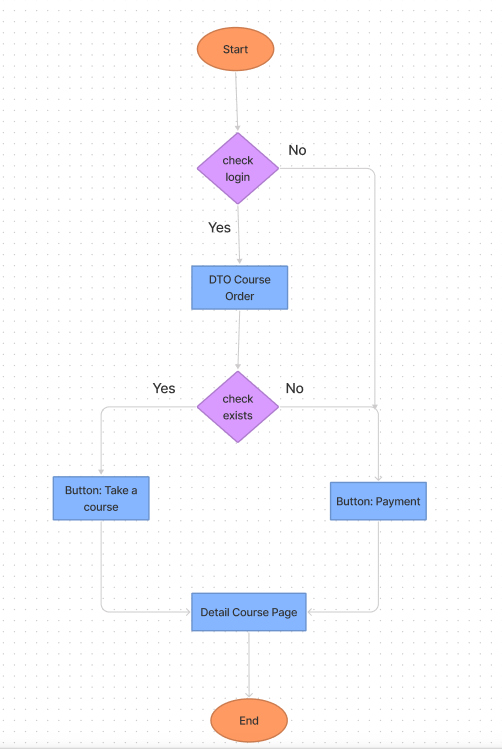 Start
No
check
login
Yes
DTO Course
Order
Yes
No
check
exists
Button: Take a
course
Button: Payment
Detail Course Page
End